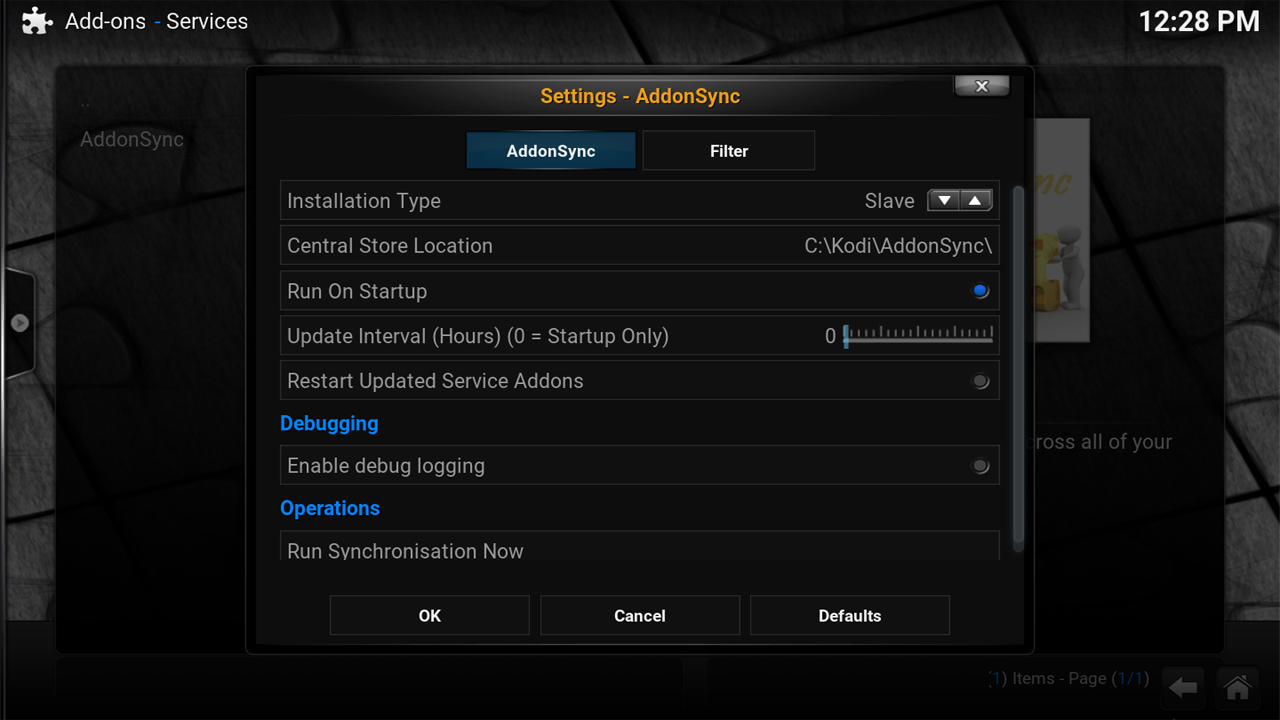 Add-ons - Services
12:28 PM
..
AddonSync
Settings - AddonSync
AddonSync
Filter
Installation Type
Slave
Central Store Location
C:\Kodi\AddonSync\
Run On Startup
Update Interval (Hours) (0 = Startup Only)
0
Restart Updated Service Addons
Debugging
Enable debug logging
across all of your
Operations
Run Synchronisation Now
OK
Cancel
Defaults
(1) Items - Page (1/1)